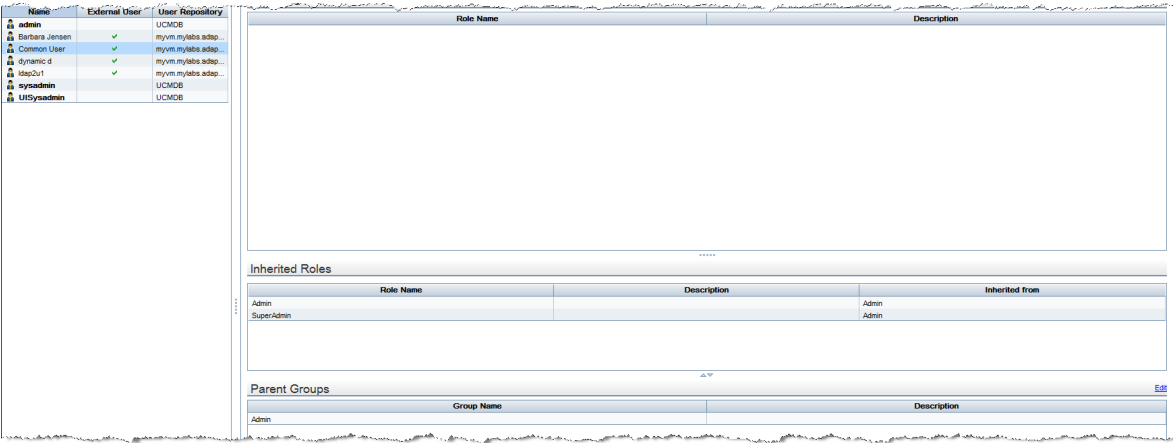 Name External User User Repository
admin UCMDB
Barbara Jensen myvm.mylabs.adap...
Common User myvm.mylabs.adap...
dynamic d myvm.mylabs.adap...
ldap2u1 myvm.mylabs.adap...
sysadmin UCMDB
UISysadmin UCMDB
Role Name Description
Inherited Roles
Role Name Description Inherited from
Admin Admin
SuperAdmin Admin
Parent Groups Edit
Group Name Description
Admin